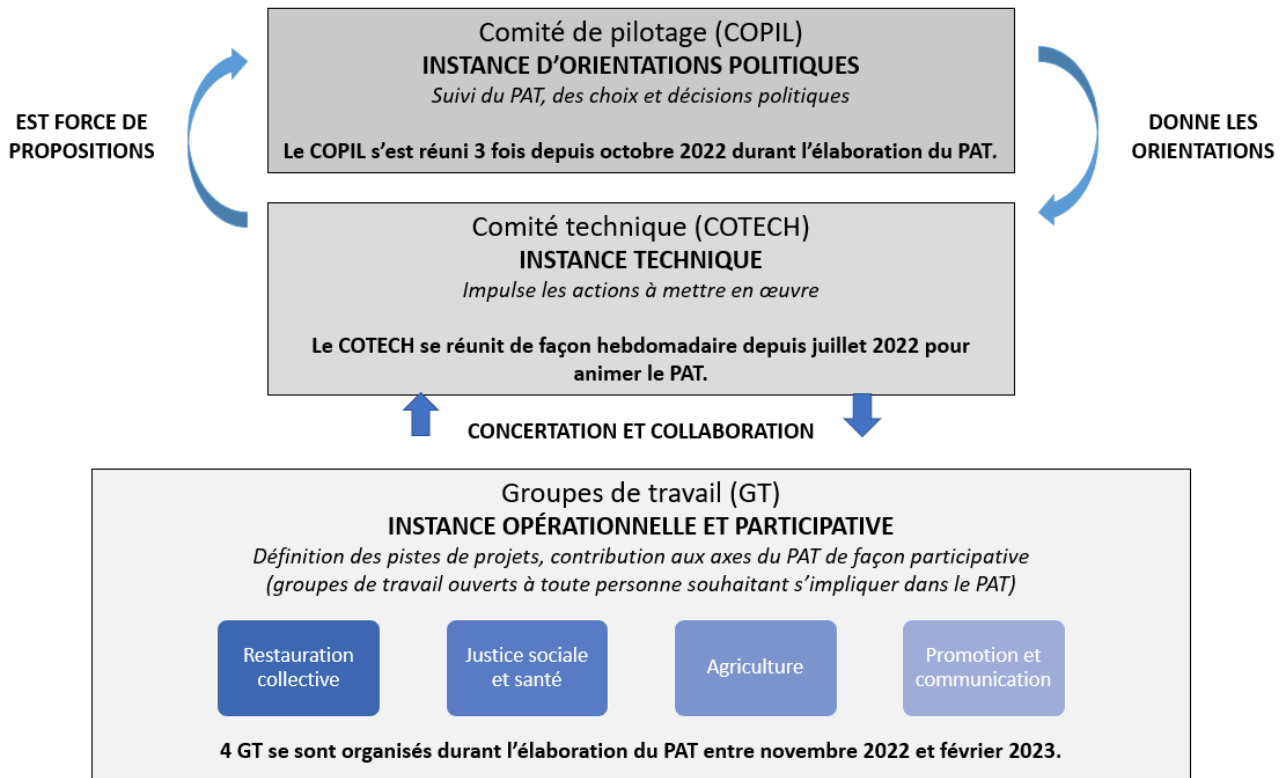 Comité de pilotage (COPIL)
INSTANCE D’ORIENTATIONS POLITIQUES
Suivi du PAT, des choix et décisions politiques
Le COPIL s’est réuni 3 fois depuis octobre 2022 durant l’élaboration du PAT.
EST FORCE DE
PROPOSITIONS
DONNE LES
ORIENTATIONS
Comité technique (COTECH)
INSTANCE TECHNIQUE
Impulse les actions à mettre en œuvre
Le COTECH se réunit de façon hebdomadaire depuis juillet 2022 pour
animer le PAT.
CONCERTATION ET COLLABORATION
Groupes de travail (GT)
INSTANCE OPÉRATIONNELLE ET PARTICIPATIVE
Définition des pistes de projets, contribution aux axes du PAT de façon participative
(groupes de travail ouverts à toute personne souhaitant s’impliquer dans le PAT)
Restauration
collective
Justice sociale
et santé
Agriculture
Promotion et
communication
4 GT se sont organisés durant l’élaboration du PAT entre novembre 2022 et février 2023.